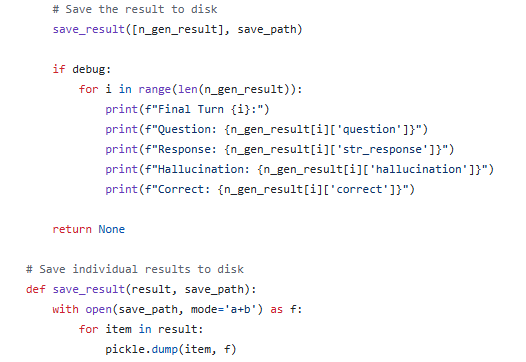 # Save the result to disk
save_result([n_gen_result], save_path)
if debug:
for i in range(len(n_gen_result)):
print(f"Final Turn {i}:")
print(f"Question: {n_gen_result[i]['question']}")
print(f"Response: {n_gen_result[i]['str_response']}")
print(f"Hallucination: {n_gen_result[i]['hallucination']}")
print(f"Correct: {n_gen_result[i]['correct']}")
return None
# Save individual results to disk
def save_result(result, save_path):
with open(save_path, mode='a+b') as f:
for item in result:
pickle.dump(item, f)